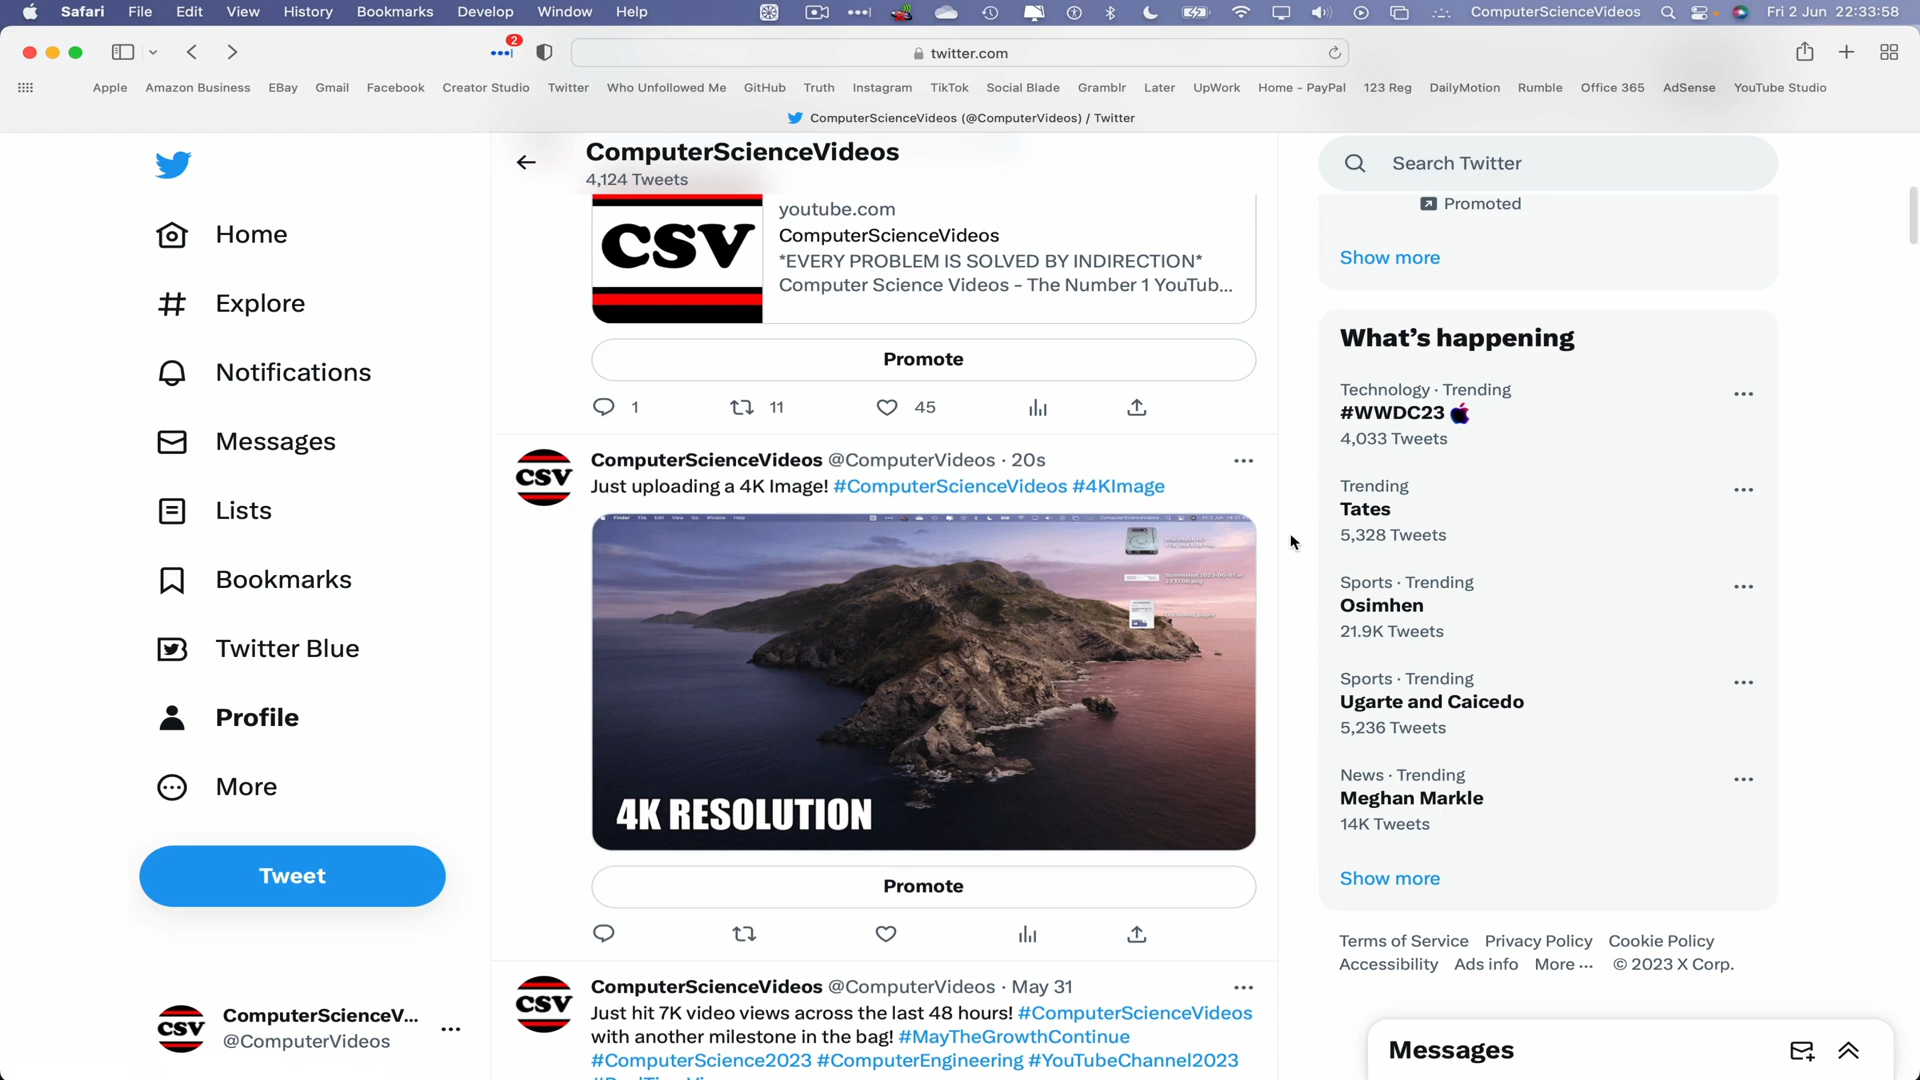 Safari File Edit View History Bookmarks Develop Window Help ComputerScienceVideos Fri 2 Jun 22:33:58
2
twitter.com
Apple Amazon Business EBay Gmail Facebook Creator Studio Twitter Who Unfollowed Me GitHub Truth Instagram TikTok Social Blade Gramblr Later UpWork Home - PayPal 123 Reg DailyMotion Rumble Office 365 AdSense YouTube Studio
ComputerScienceVideos (@ComputerVideos) / Twitter
Home
Explore
Notifications
Messages
Lists
Bookmarks
Twitter Blue
Profile
More
Tweet
CSV
ComputerScienceV...
@ComputerVideos
ComputerScienceVideos
4,124 Tweets
CSV
youtube.com
ComputerScienceVideos
*EVERY PROBLEM IS SOLVED BY INDIRECTION*
Computer Science Videos - The Number 1 YouTub...
Promote
1 11 45
CSV
ComputerScienceVideos @ComputerVideos · 20s
Just uploading a 4K Image! #ComputerScienceVideos #4KImage
4K RESOLUTION
Promote
CSV
ComputerScienceVideos @ComputerVideos · May 31
Just hit 7K video views across the last 48 hours! #ComputerScienceVideos
with another milestone in the bag! #MayTheGrowthContinue
#ComputerScience2023 #ComputerEngineering #YouTubeChannel2023
Search Twitter
Promoted
Show more
What's happening
Technology · Trending
#WWDC23
4,033 Tweets
Trending
Tates
5,328 Tweets
Sports · Trending
Osimhen
21.9K Tweets
Sports · Trending
Ugarte and Caicedo
5,236 Tweets
News · Trending
Meghan Markle
14K Tweets
Show more
Terms of Service Privacy Policy Cookie Policy
Accessibility Ads info More ··· © 2023 X Corp.
Messages